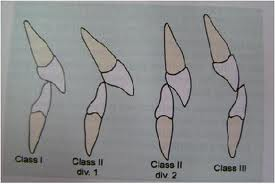 Class I
Class II
div. 1
Class II
div. 2
Class III